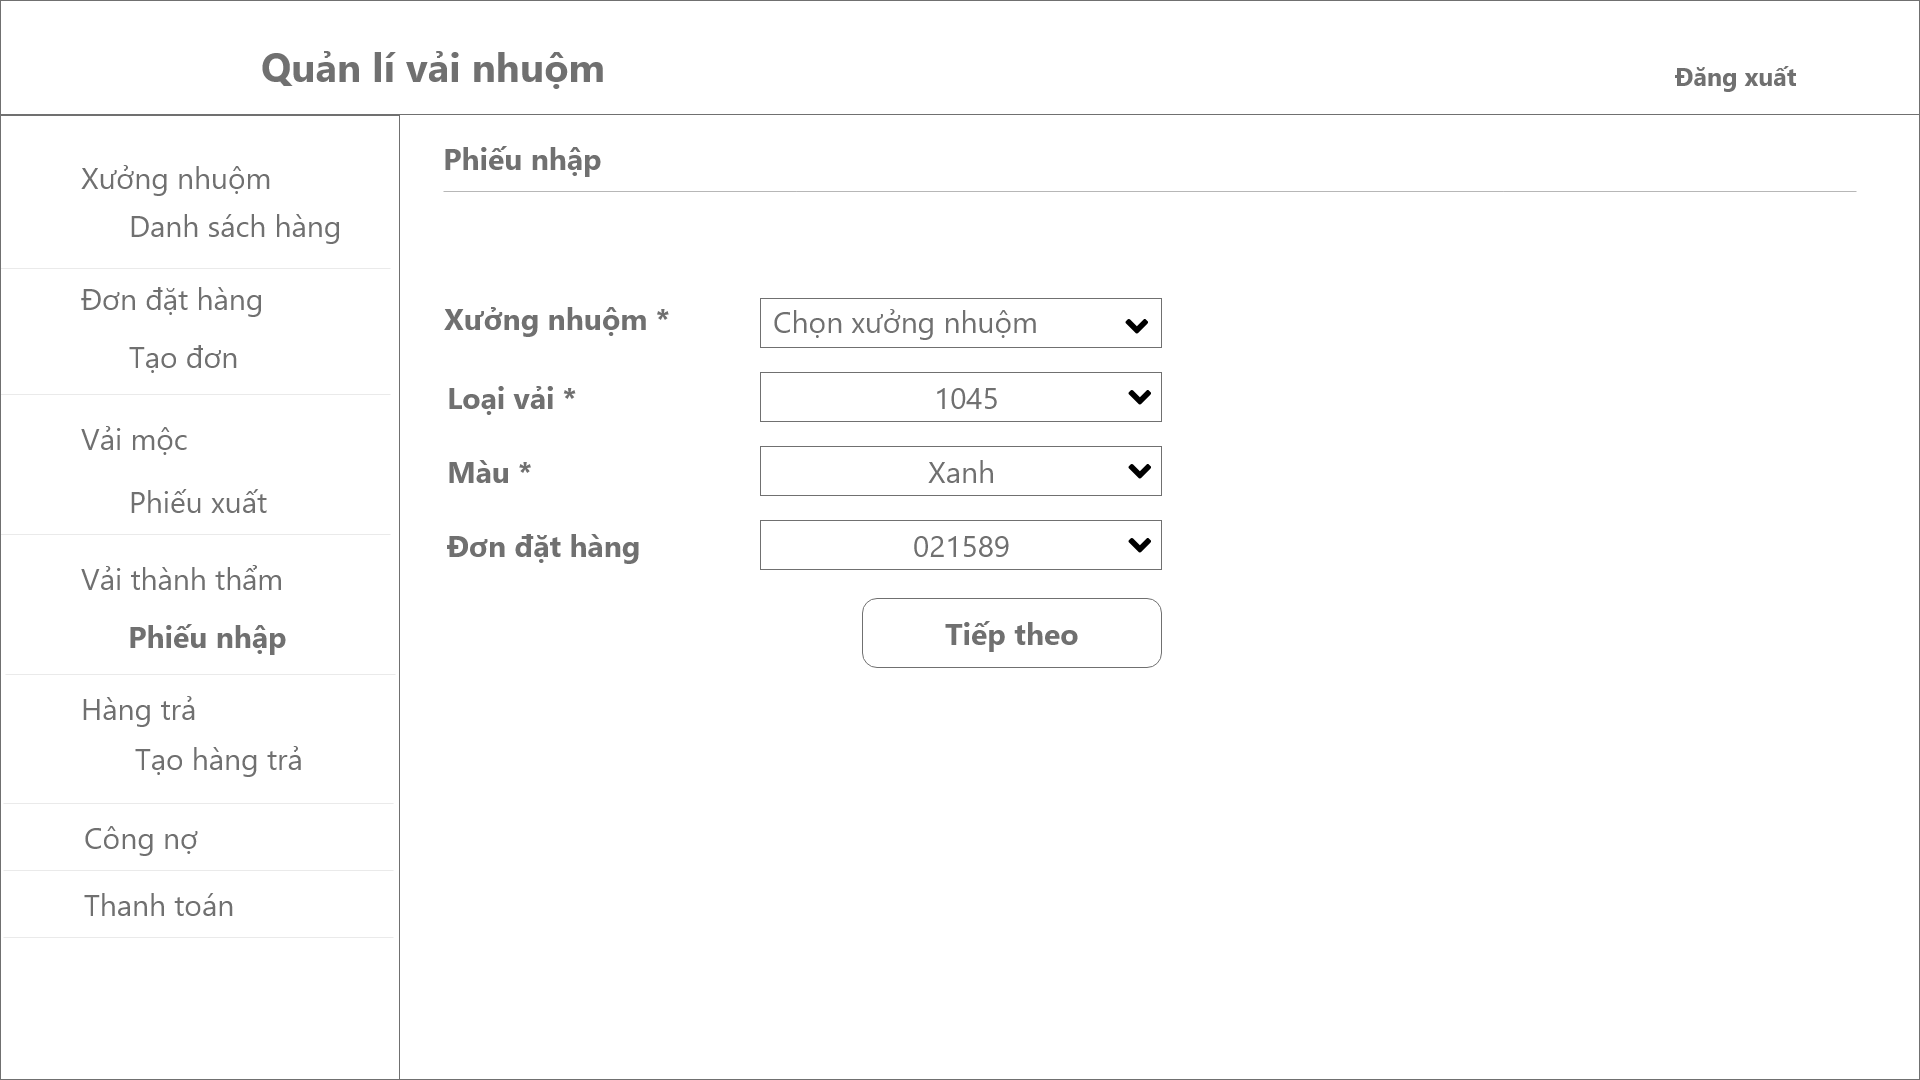 Quản lí vải nhuộm
Đăng xuất
Xưởng nhuộm
Danh sách hàng
Đơn đặt hàng
Tạo đơn
Vải mộc
Phiếu xuất
Vải thành thẩm
Phiếu nhập
Hàng trả
Tạo hàng trả
Công nợ
Thanh toán
Phiếu nhập
Xưởng nhuộm * Chọn xưởng nhuộm
Loại vải * 1045
Màu * Xanh
Đơn đặt hàng 021589
Tiếp theo